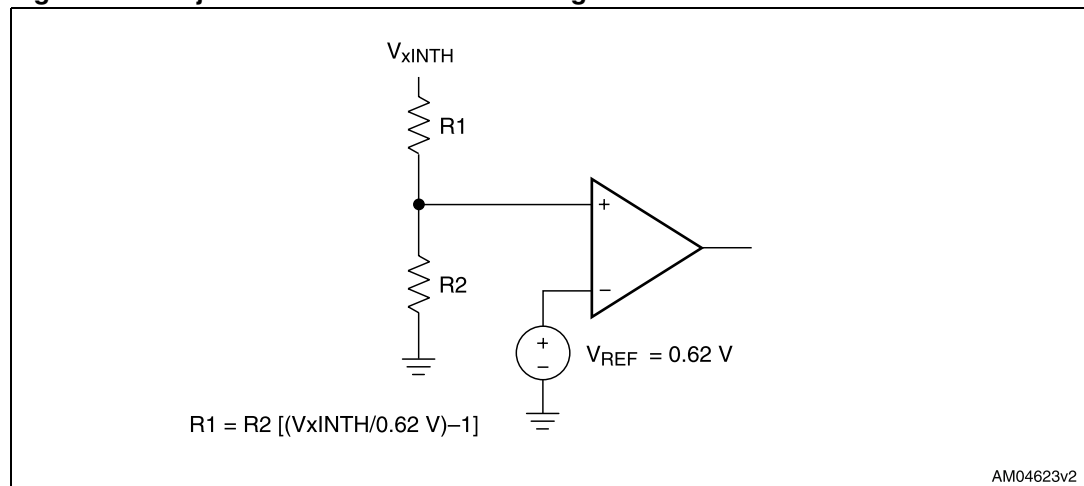 VxINTH
R1
+
R2
−
+
−
VREF = 0.62 V
R1 = R2 [(VxINTH/0.62 V)–1]
AM04623v2